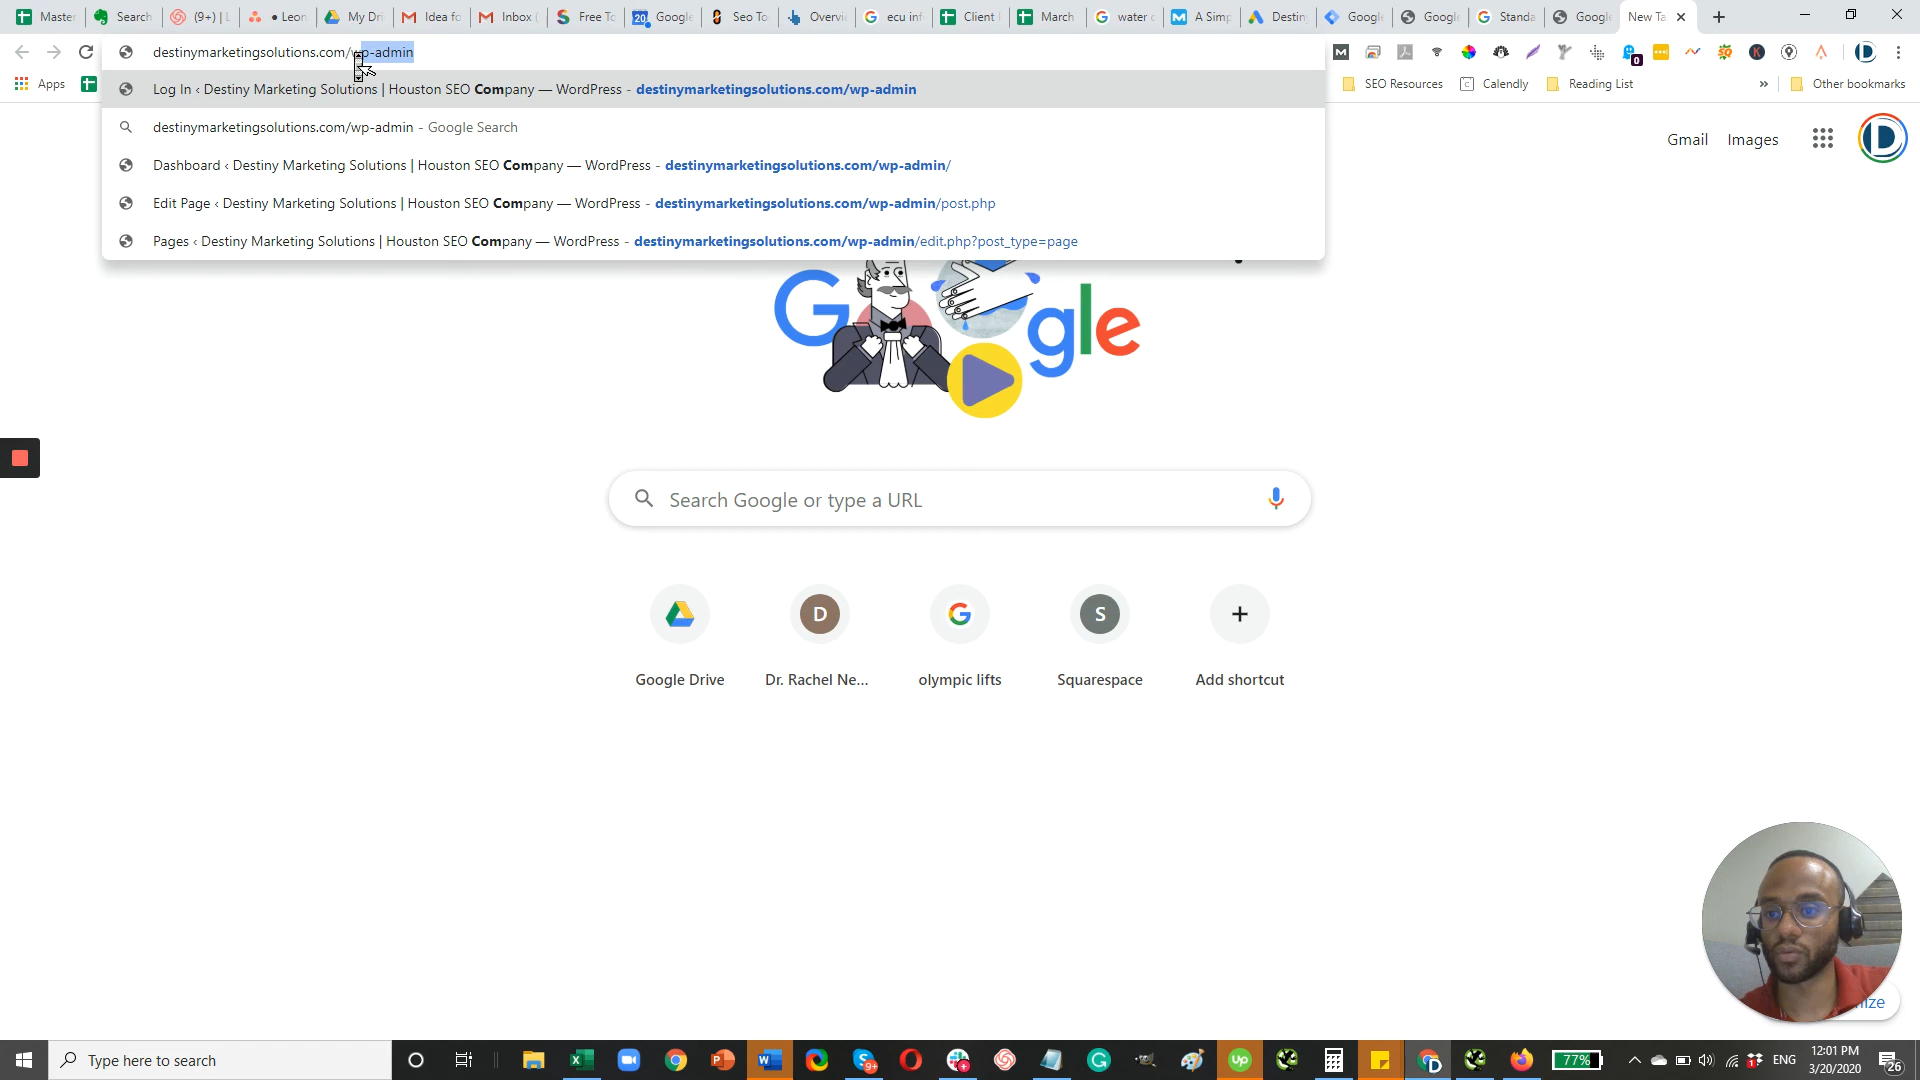 Master
Search
(9+) | L
• Leon
My Dri
Idea fo
Inbox (
Free To
Google
Seo To
Overvi
ecu inf
Client
March
water c
A Simp
Destin
Google
Google
Standa
Google
New Ta
destinymarketingsolutions.com/wp-admin
Apps
SEO Resources
Calendly
Reading List
»
Other bookmarks
Log In ‹ Destiny Marketing Solutions | Houston SEO Company — WordPress - destinymarketingsolutions.com/wp-admin
destinymarketingsolutions.com/wp-admin - Google Search
Dashboard ‹ Destiny Marketing Solutions | Houston SEO Company — WordPress - destinymarketingsolutions.com/wp-admin/
Edit Page ‹ Destiny Marketing Solutions | Houston SEO Company — WordPress - destinymarketingsolutions.com/wp-admin/post.php
Pages ‹ Destiny Marketing Solutions | Houston SEO Company — WordPress - destinymarketingsolutions.com/wp-admin/edit.php?post_type=page
Gmail
Images
Search Google or type a URL
D
S
Google Drive
Dr. Rachel Ne...
olympic lifts
Squarespace
Add shortcut
ize
Type here to search
77%
ENG
12:01 PM
3/20/2020
26